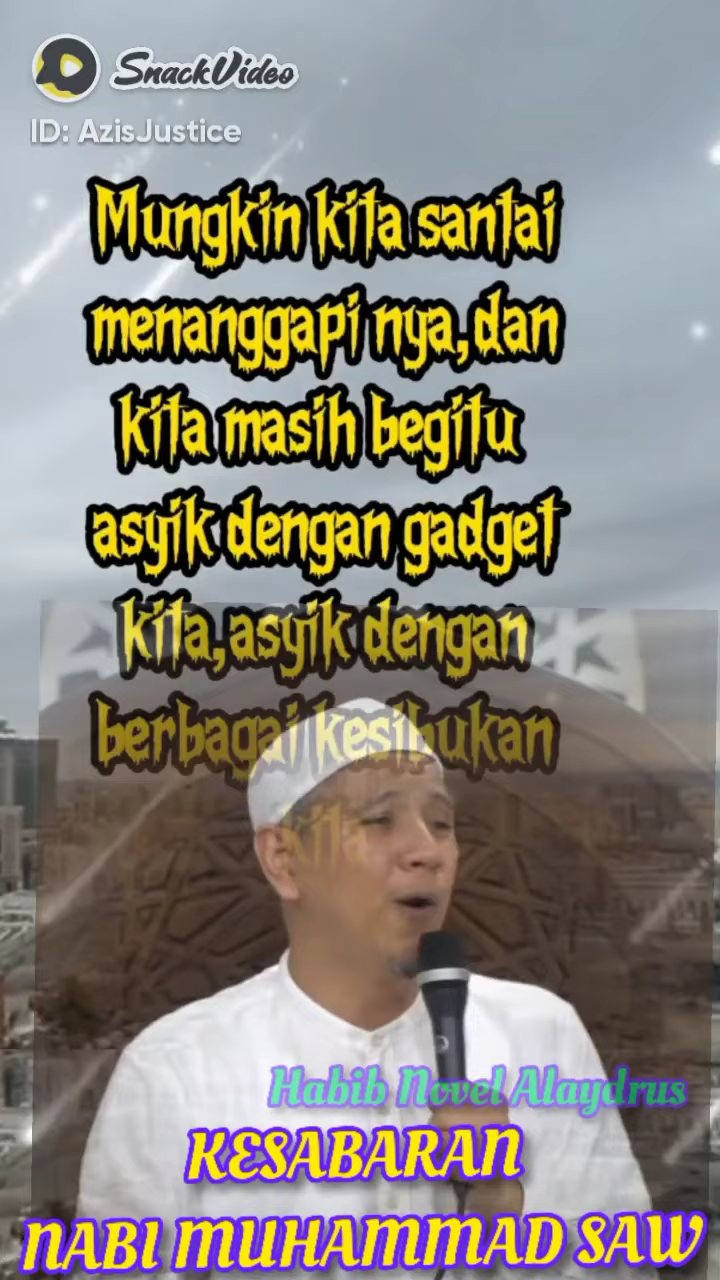 SnackVideo
ID: AzisJustice
Mungkin kita santai
menanggapi nya,dan
kita masih begitu
asyik dengan gadget
kita,asyik dengan
berbagai kesibukan
kita
Habib Novel Alaydrus
KESABARAN
NABI MUHAMMAD SAW